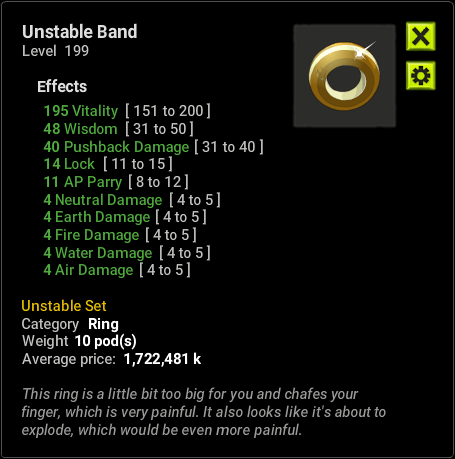 Unstable Band
Level 199
Effects
195 Vitality [ 151 to 200 ]
48 Wisdom [ 31 to 50 ]
40 Pushback Damage [ 31 to 40 ]
14 Lock [ 11 to 15 ]
11 AP Parry [ 8 to 12 ]
4 Neutral Damage [ 4 to 5 ]
4 Earth Damage [ 4 to 5 ]
4 Fire Damage [ 4 to 5 ]
4 Water Damage [ 4 to 5 ]
4 Air Damage [ 4 to 5 ]
Unstable Set
Category Ring
Weight 10 pod(s)
Average price: 1,722,481 k
This ring is a little bit too big for you and chafes your
finger, which is very painful. It also looks like it's about to
explode, which would be even more painful.